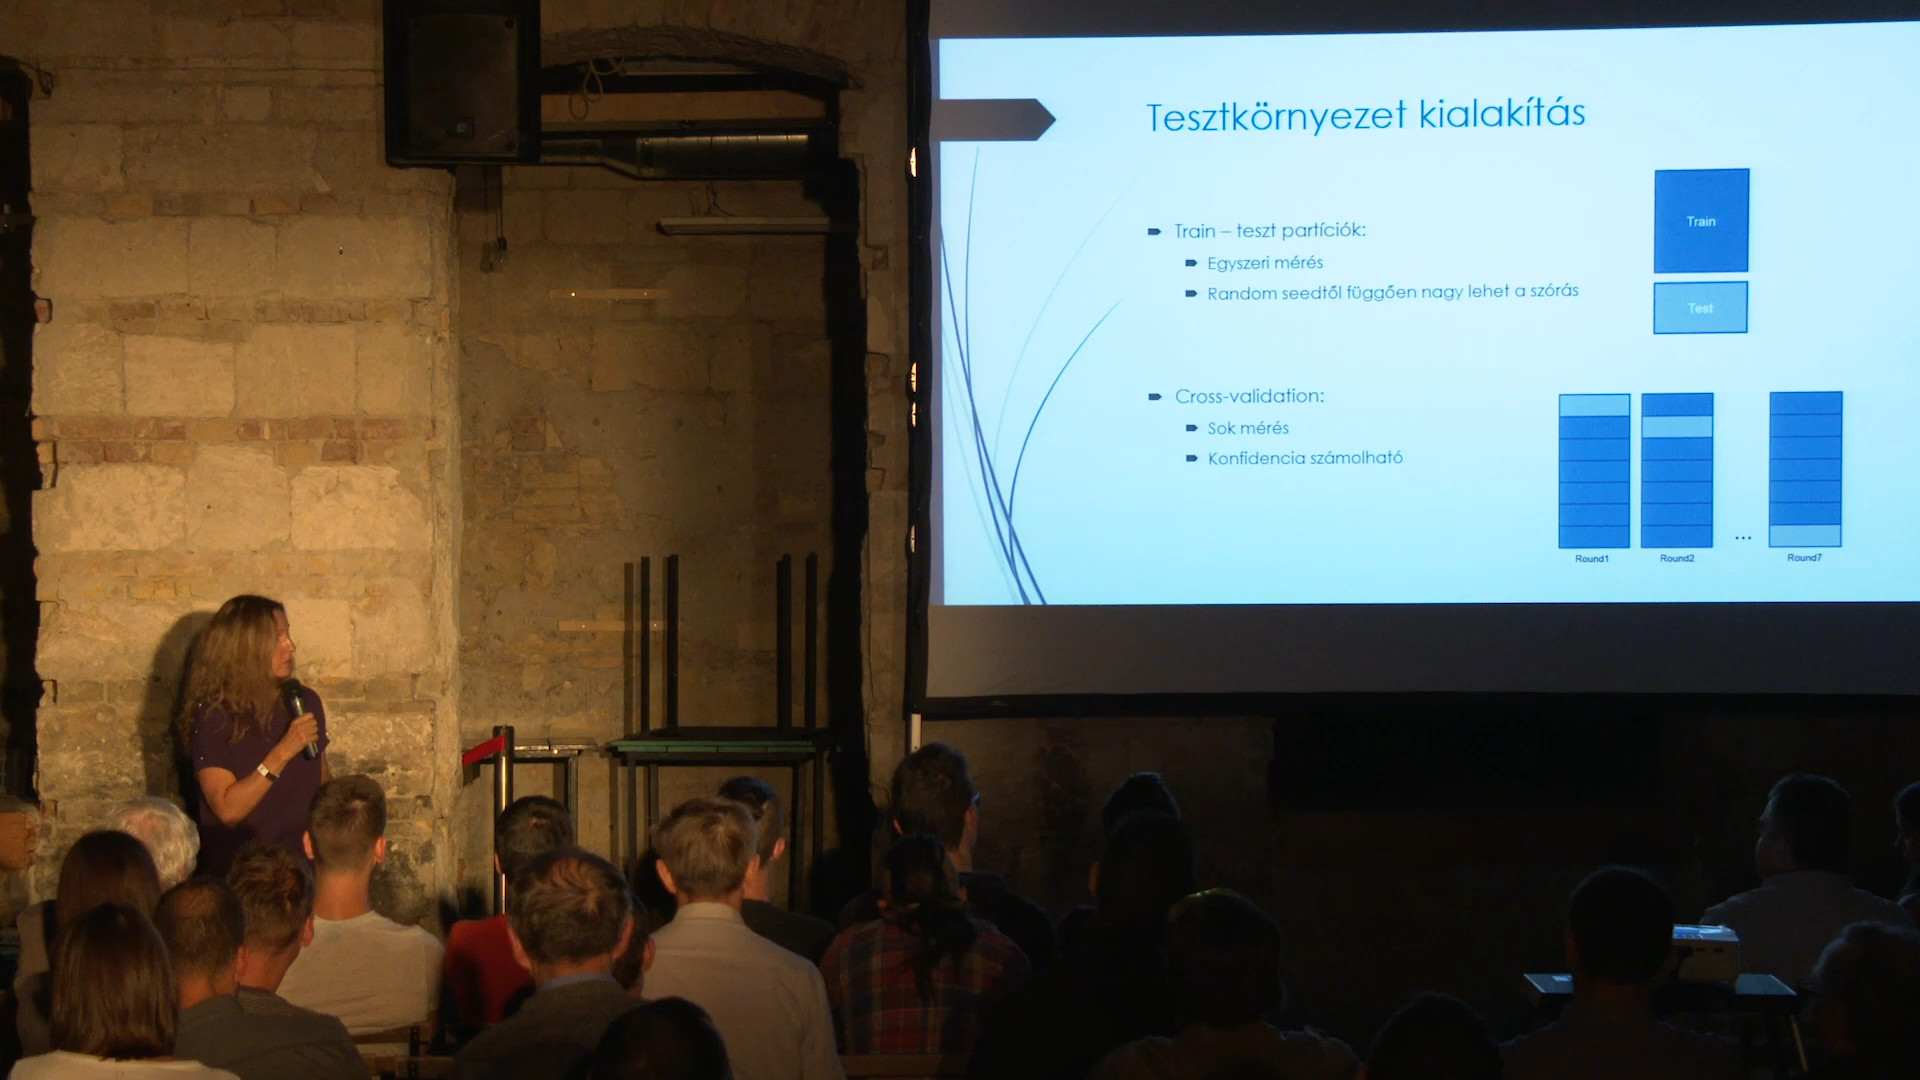 Tesztkörnyezet kialakítás
Train – teszt partíciók:
Egyszeri mérés
Random seedtől függően nagy lehet a szórás
Train
Test
Cross-validation:
Sok mérés
Konfidencia számolható
...
Round1
Round2
Round7